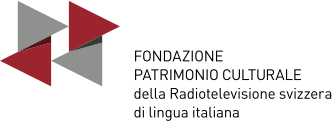 FONDAZIONE
PATRIMONIO CULTURALE
della Radiotelevisione svizzera
di lingua italiana